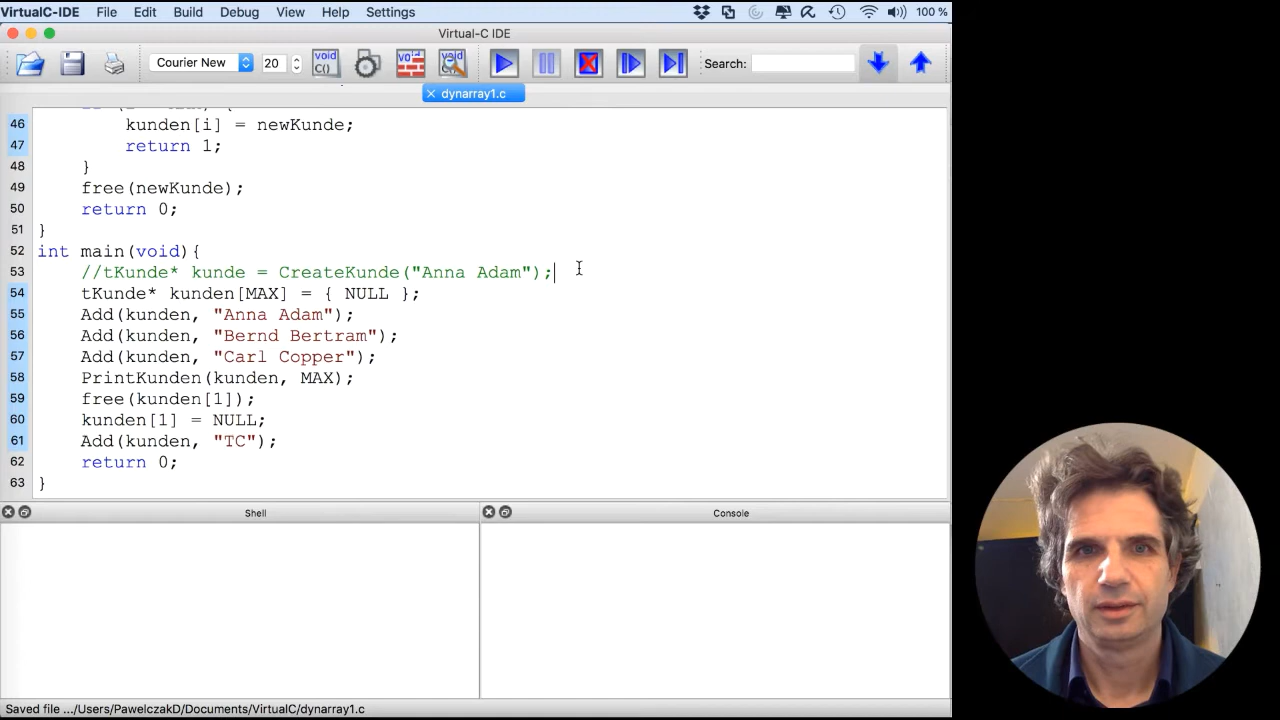 VirtualC-IDE File Edit Build Debug View Help Settings 100 %
Virtual-C IDE
Courier New 20 void C() void void Search:
dynarray1.c
46 kunden[i] = newKunde;
47 return 1;
48 }
49 free(newKunde);
50 return 0;
51 }
52 int main(void){
53 //tKunde* kunde = CreateKunde("Anna Adam");
54 tKunde* kunden[MAX] = { NULL };
55 Add(kunden, "Anna Adam");
56 Add(kunden, "Bernd Bertram");
57 Add(kunden, "Carl Copper");
58 PrintKunden(kunden, MAX);
59 free(kunden[1]);
60 kunden[1] = NULL;
61 Add(kunden, "TC");
62 return 0;
63 }
Shell Console
Saved file .../Users/PawelczakD/Documents/VirtualC/dynarray1.c